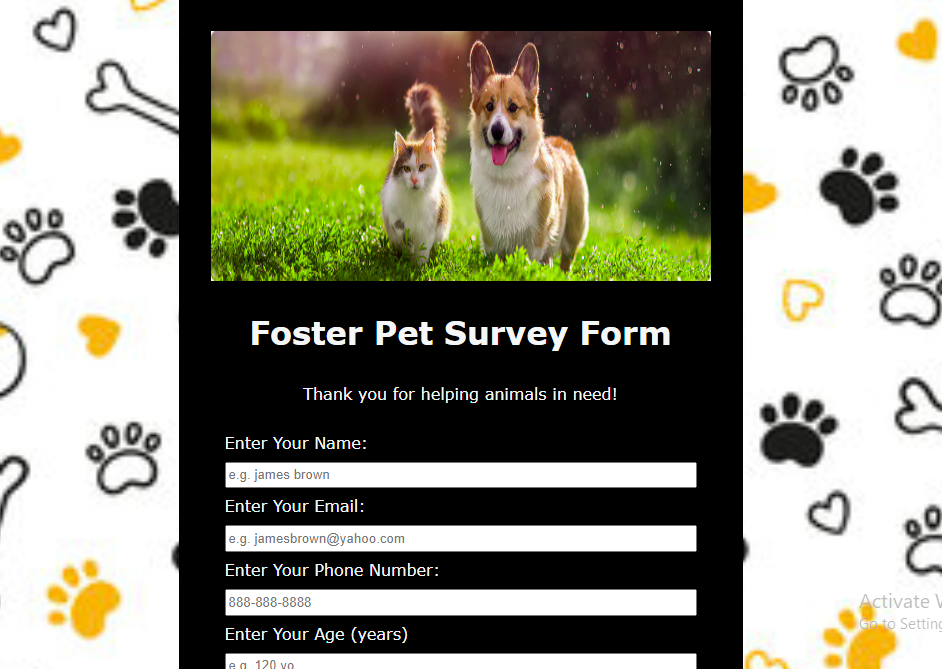 Foster Pet Survey Form
Thank you for helping animals in need!
Enter Your Name:
e.g. james brown
Enter Your Email:
e.g. jamesbrown@yahoo.com
Enter Your Phone Number:
888-888-8888
Enter Your Age (years)
e.g. 120 yo
Activate
Go to Setting